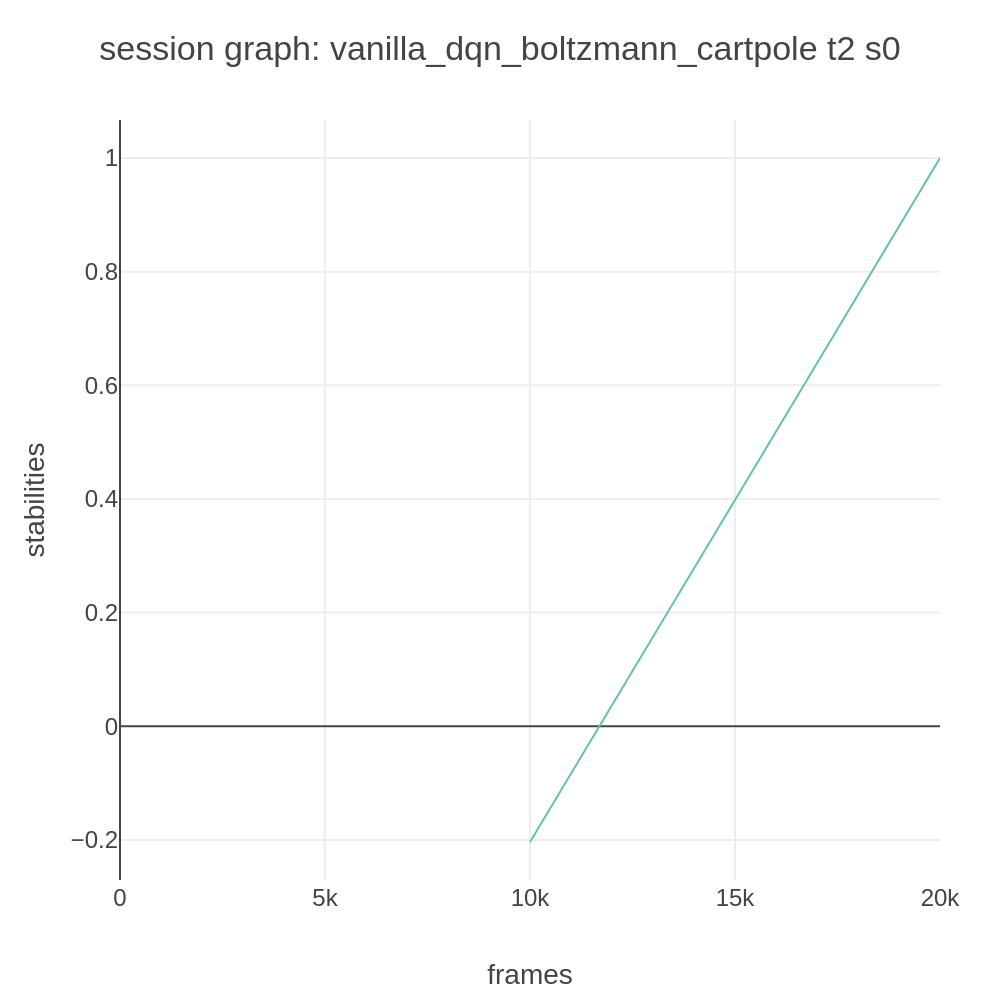 session graph: vanilla_dqn_boltzmann_cartpole t2 s0
1
0.8
0.6
0.4
0.2
0
−0.2
stabilities
0 5k 10k 15k 20k
frames